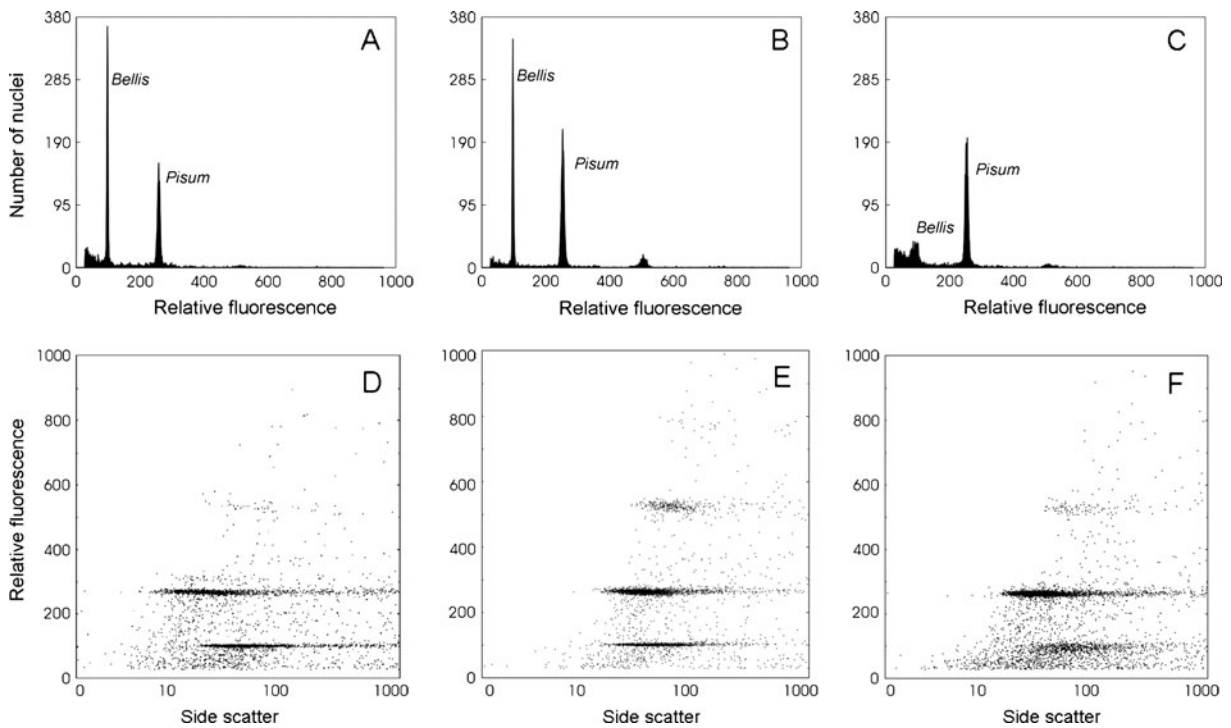 380
285
190
95
0
Number of nuclei
A
Bellis
Pisum
0 200 400 600 800 1000
Relative fluorescence
380
285
190
95
0
B
Bellis
Pisum
0 200 400 600 800 1000
Relative fluorescence
380
285
190
95
0
C
Pisum
Bellis
0 200 400 600 800 1000
Relative fluorescence
1000
800
600
400
200
0
Relative fluorescence
D
0 10 100 1000
Side scatter
1000
800
600
400
200
0
E
0 10 100 1000
Side scatter
1000
800
600
400
200
0
F
0 10 100 1000
Side scatter